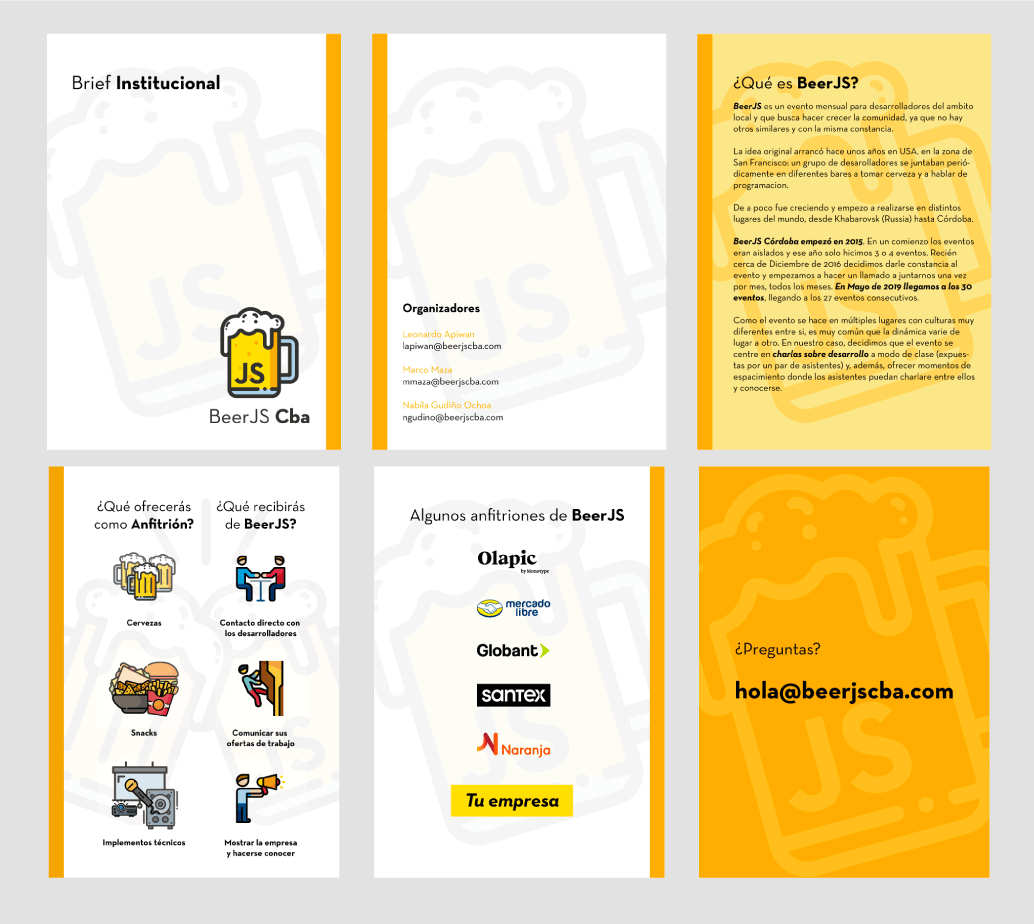 Brief Institucional
JS
BeerJS Cba
JS
Organizadores
Leonardo Apiwan
lapiwan@beerjscba.com
Marco Maza
mmaza@beerjscba.com
Nabila Gudiño Ochoa
ngudino@beerjscba.com
¿Qué es BeerJS?
BeerJS es un evento mensual para desarrolladores del ambito
local y que busca hacer crecer la comunidad, ya que no hay
otros similares y con la misma constancia.
La idea original arrancó hace unos años en USA, en la zona de
San Francisco: un grupo de desarolladores se juntaban perió-
dicamente en diferentes bares a tomar cerveza y a hablar de
programacion.
De a poco fue creciendo y empezo a realizarse en distintos
lugares del mundo, desde Khabarovsk (Russia) hasta Córdoba.
BeerJS Córdoba empezó en 2015. En un comienzo los eventos
eran aislados y ese año solo hicimos 3 o 4 eventos. Recién
cerca de Diciembre de 2016 decidimos darle constancia al
evento y empezamos a hacer un llamado a juntarnos una vez
por mes, todos los meses. En Mayo de 2019 llegamos a los 30
eventos, llegando a los 27 eventos consecutivos.
Como el evento se hace en múltiples lugares con culturas muy
diferentes entre si, es muy común que la dinámica varie de
lugar a otro. En nuestro caso, decidimos que el evento se
centre en charlas sobre desarrollo a modo de clase (expues-
tas por un par de asistentes) y, además, ofrecer momentos de
espacimiento donde los asistentes puedan charlare entre ellos
y conocerse.
¿Qué ofrecerás
como Anfitrión?
Cervezas
Snacks
Implementos técnicos
¿Qué recibirás
de BeerJS?
Contacto directo con
los desarrolladores
Comunicar sus
ofertas de trabajo
Mostrar la empresa
y hacerse conocer
Algunos anfitriones de BeerJS
Olapic
by Monotype
mercado
libre
Globant
santex
Naranja
Tu empresa
JS
¿Preguntas?
hola@beerjscba.com
JS